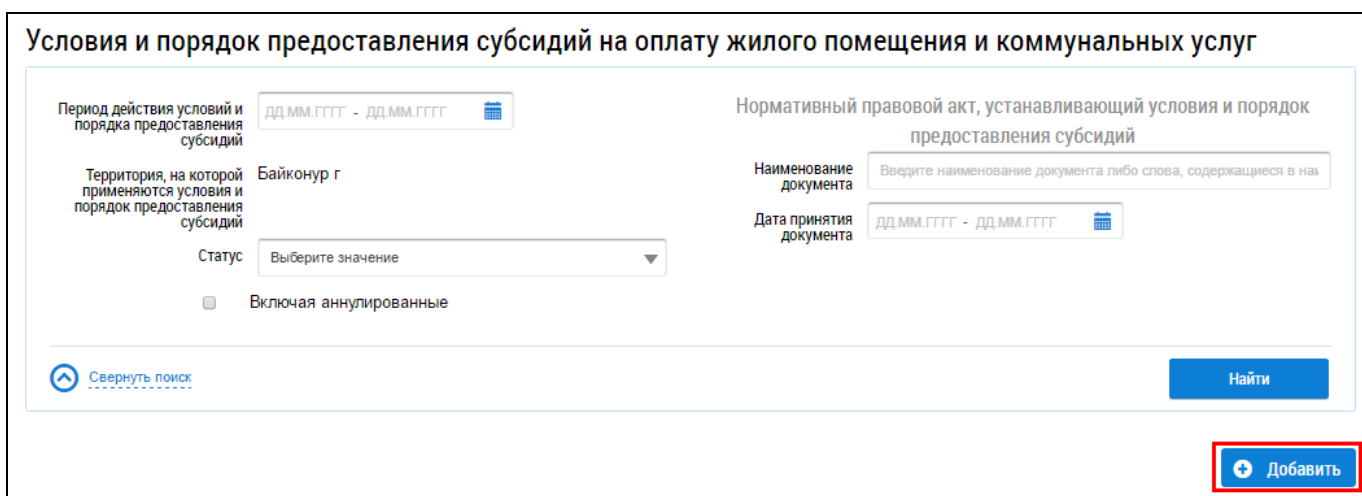 Условия и порядок предоставления субсидий на оплату жилого помещения и коммунальных услуг
Период действия условий и
порядка предоставления
субсидий
ДД.ММ.ГГГГ - ДД.ММ.ГГГГ
Территория, на которой
применяются условия и
порядок предоставления
субсидий
Байконур г
Статус
Выберите значение
Включая аннулированные
Нормативный правовой акт, устанавливающий условия и порядок
предоставления субсидий
Наименование
документа
Введите наименование документа либо слова, содержащиеся в наи
Дата принятия
документа
ДД.ММ.ГГГГ - ДД.ММ.ГГГГ
Свернуть поиск
Найти
Добавить